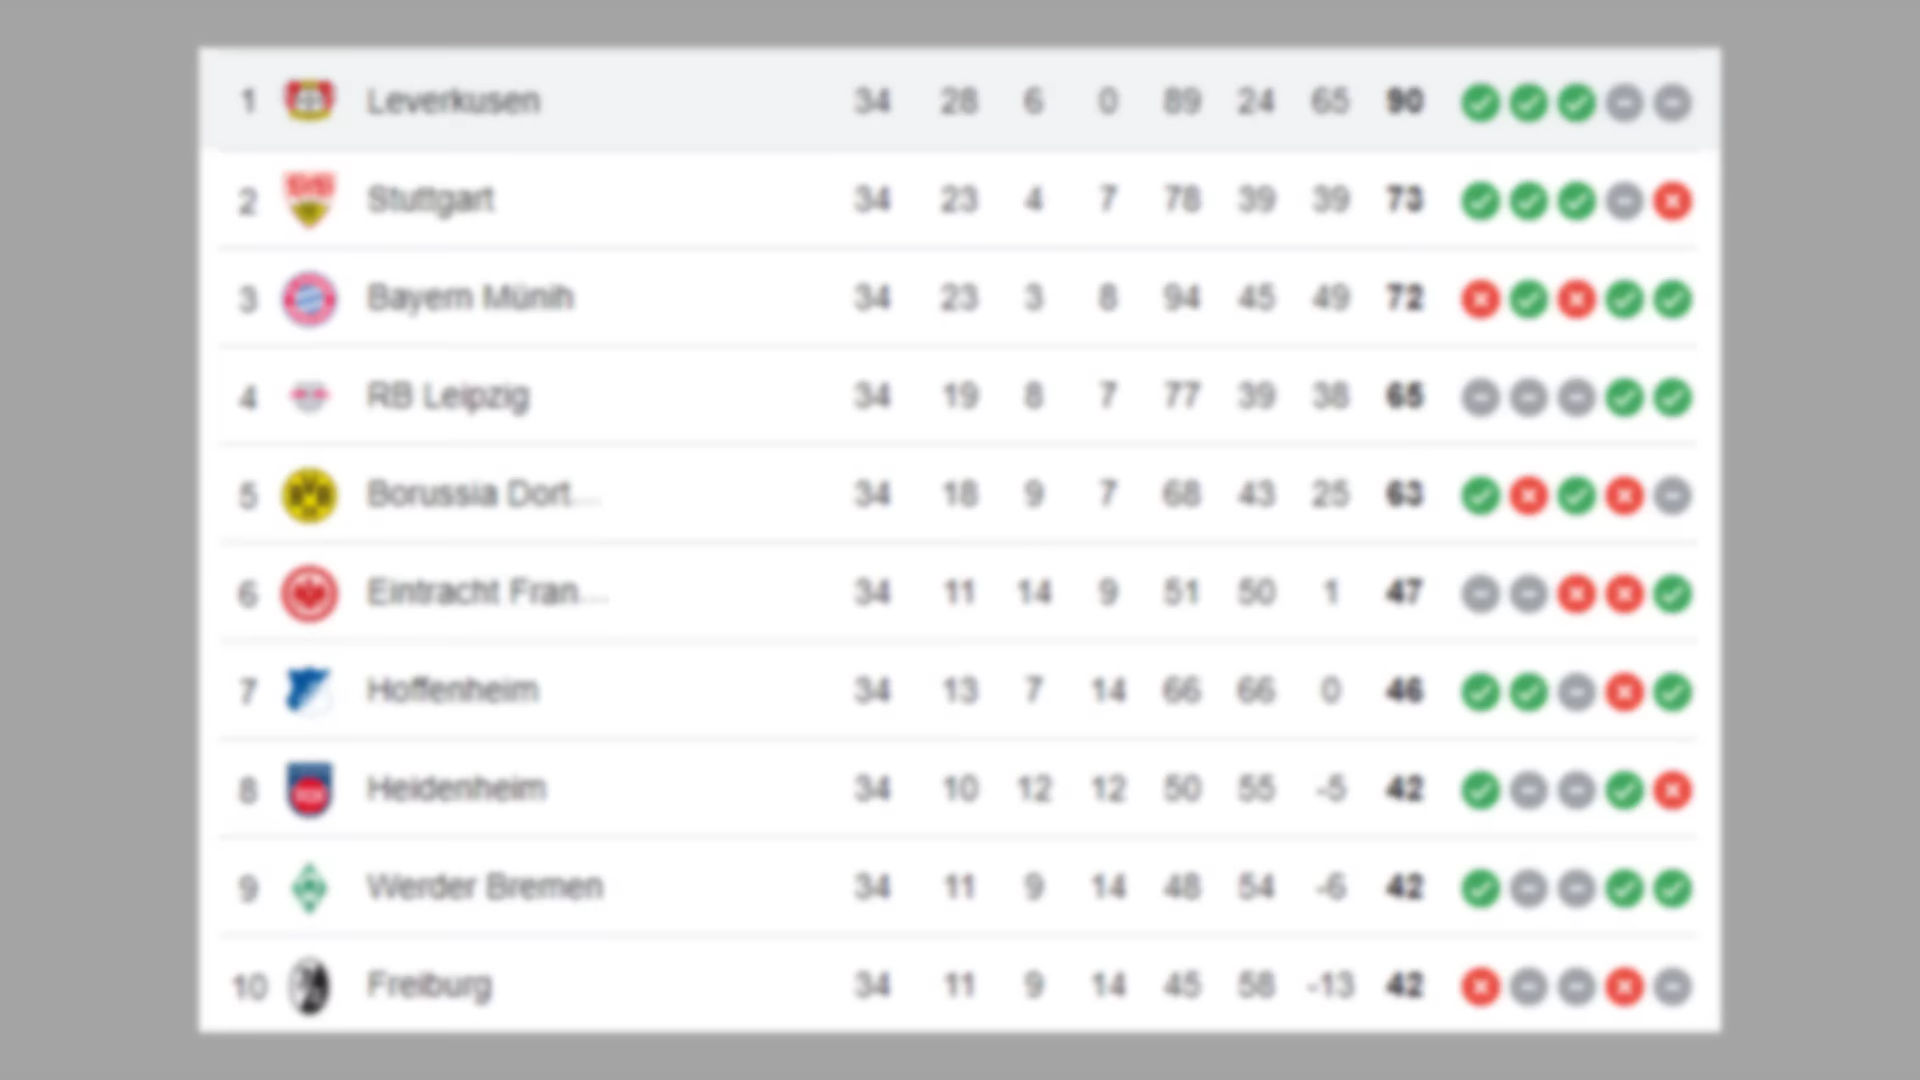 1 Leverkusen 34 28 6 0 89 24 65 90
2 Stuttgart 34 23 4 7 78 39 39 73
3 Bayern Münih 34 23 3 8 94 45 49 72
4 RB Leipzig 34 19 8 7 77 39 38 65
5 Borussia Dort... 34 18 9 7 68 43 25 63
6 Eintracht Fran... 34 11 14 9 51 50 1 47
7 Hoffenheim 34 13 7 14 66 66 0 46
8 Heidenheim 34 10 12 12 50 55 -5 42
9 Werder Bremen 34 11 9 14 48 54 -6 42
10 Freiburg 34 11 9 14 45 58 -13 42